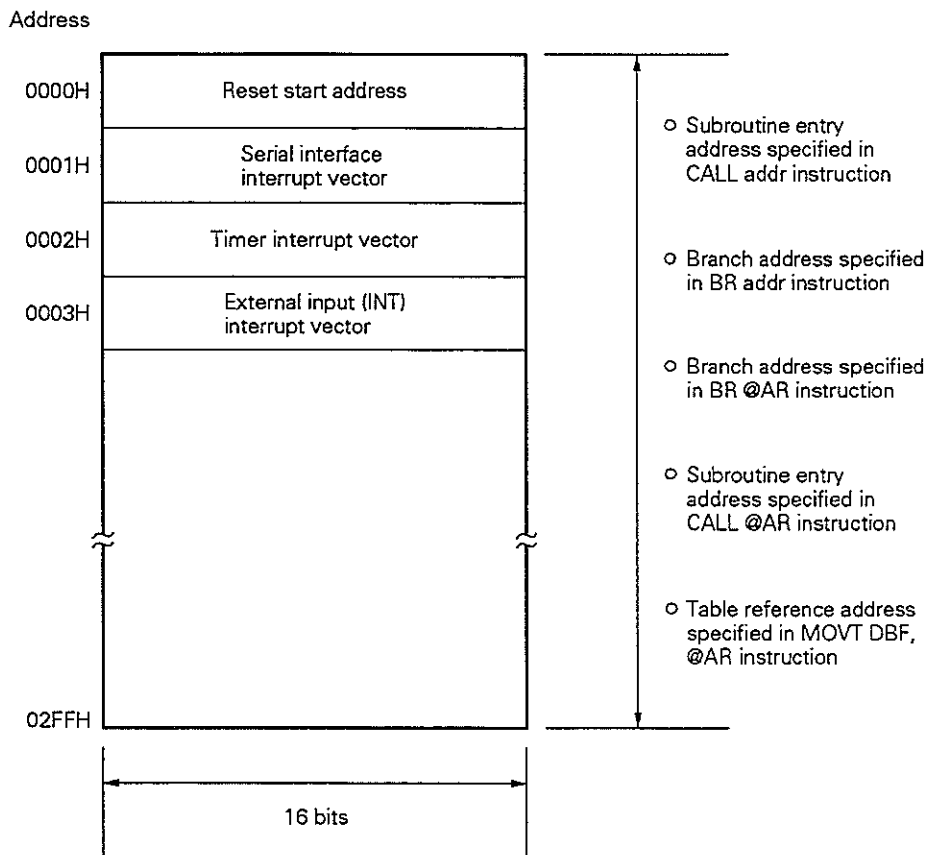 Address
0000H
Reset start address
0001H
Serial interface
interrupt vector
0002H
Timer interrupt vector
0003H
External input (INT)
interrupt vector
02FFH
16 bits
○ Subroutine entry
address specified in
CALL addr instruction
○ Branch address specified
in BR addr instruction
○ Branch address specified
in BR @AR instruction
○ Subroutine entry
address specified in
CALL @AR instruction
○ Table reference address
specified in MOVT DBF,
@AR instruction